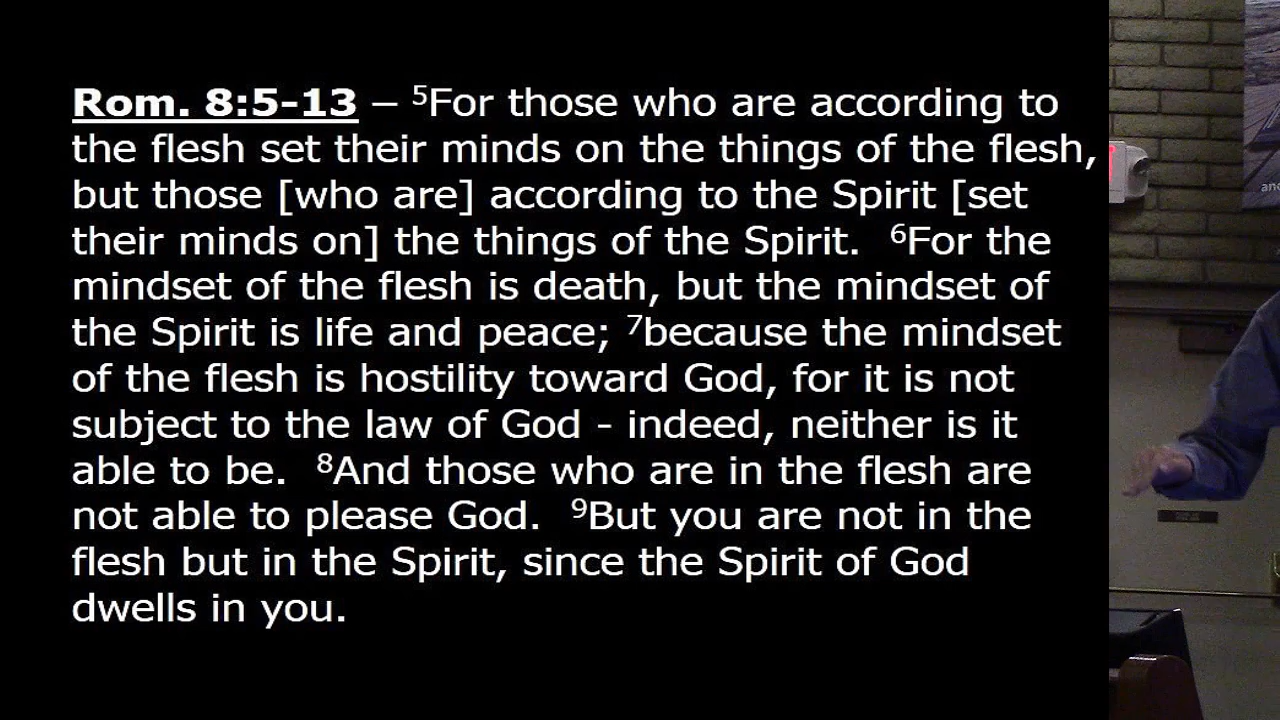 Rom. 8:5-13 – ⁵For those who are according to
the flesh set their minds on the things of the flesh,
but those [who are] according to the Spirit [set
their minds on] the things of the Spirit. ⁶For the
mindset of the flesh is death, but the mindset of
the Spirit is life and peace; ⁷because the mindset
of the flesh is hostility toward God, for it is not
subject to the law of God - indeed, neither is it
able to be. ⁸And those who are in the flesh are
not able to please God. ⁹But you are not in the
flesh but in the Spirit, since the Spirit of God
dwells in you.